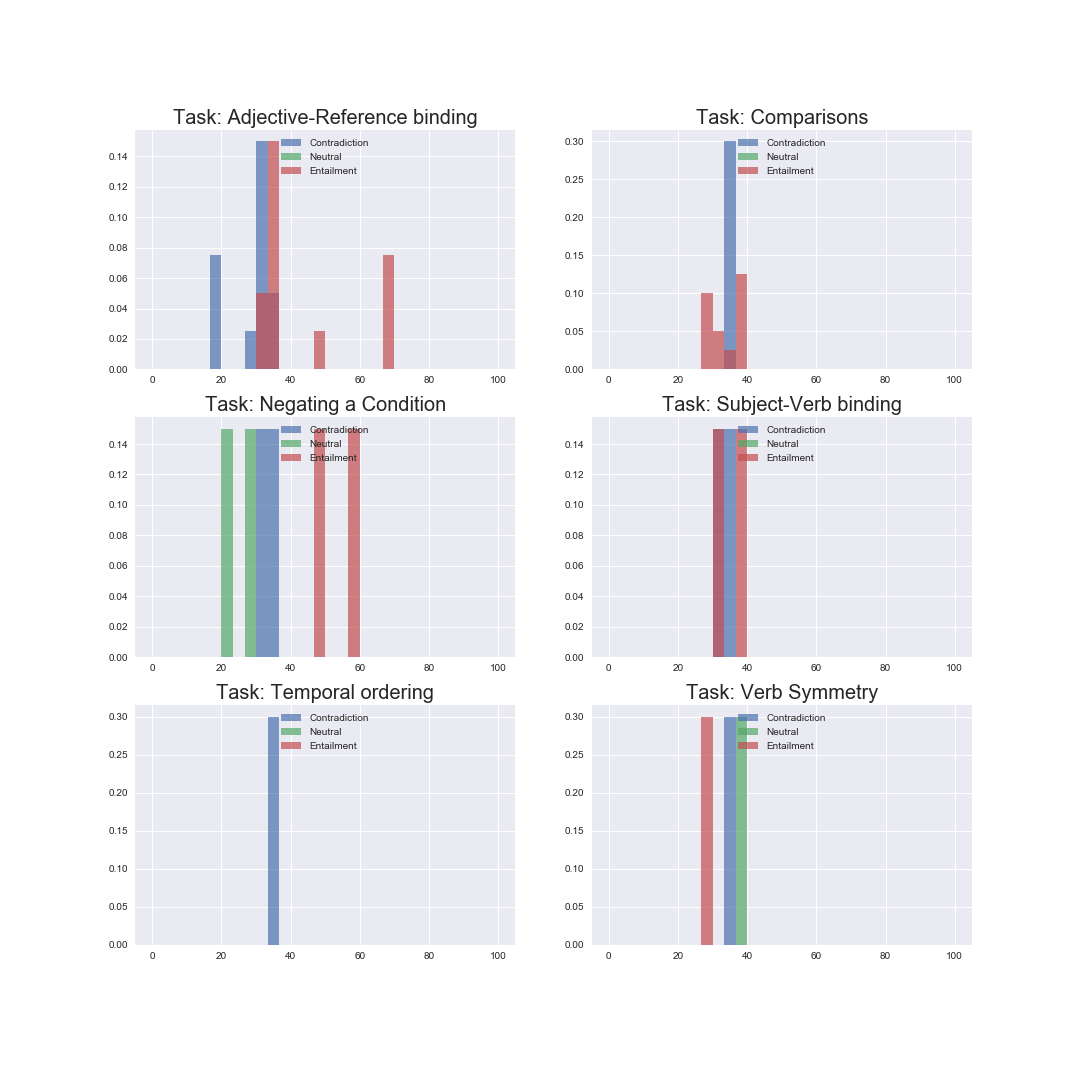 Task: Adjective-Reference binding
Contradiction
Neutral
Entailment
0.14
0.12
0.10
0.08
0.06
0.04
0.02
0.00
0 20 40 60 80 100
Task: Comparisons
Contradiction
Neutral
Entailment
0.30
0.25
0.20
0.15
0.10
0.05
0.00
0 20 40 60 80 100
Task: Negating a Condition
Contradiction
Neutral
Entailment
0.14
0.12
0.10
0.08
0.06
0.04
0.02
0.00
0 20 40 60 80 100
Task: Subject-Verb binding
Contradiction
Neutral
Entailment
0.14
0.12
0.10
0.08
0.06
0.04
0.02
0.00
0 20 40 60 80 100
Task: Temporal ordering
Contradiction
Neutral
Entailment
0.30
0.25
0.20
0.15
0.10
0.05
0.00
0 20 40 60 80 100
Task: Verb Symmetry
Contradiction
Neutral
Entailment
0.30
0.25
0.20
0.15
0.10
0.05
0.00
0 20 40 60 80 100